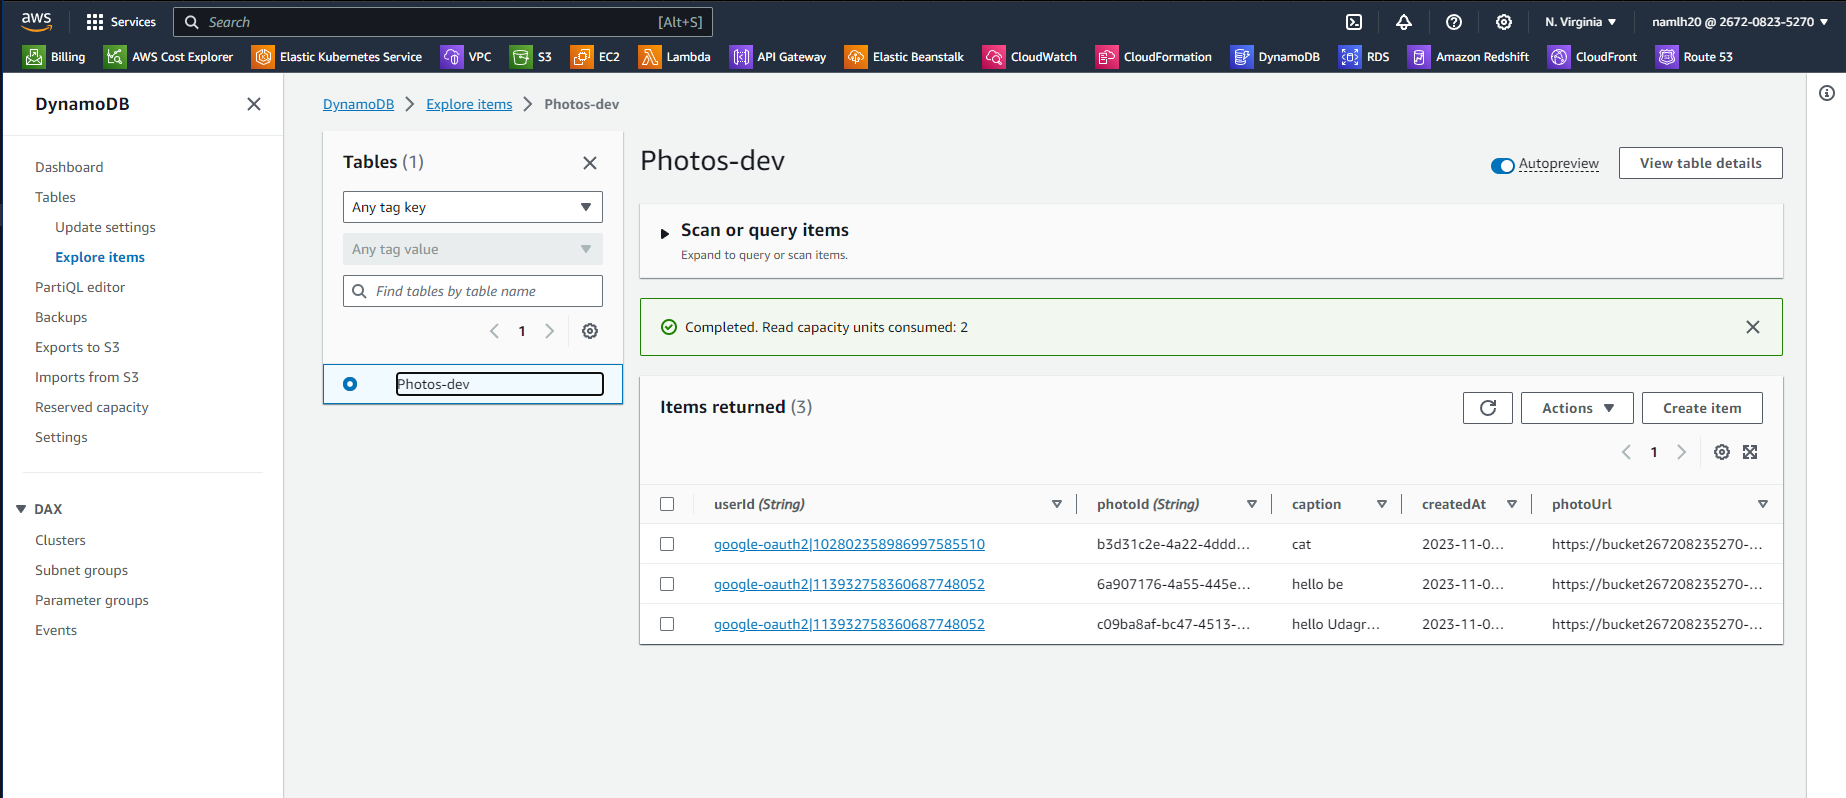 aws Services Search [Alt+S] N. Virginia namlh20 @ 2672-0823-5270
Billing AWS Cost Explorer Elastic Kubernetes Service VPC S3 EC2 Lambda API Gateway Elastic Beanstalk CloudWatch CloudFormation DynamoDB RDS Amazon Redshift CloudFront Route 53
DynamoDB
Dashboard
Tables
Update settings
Explore items
PartiQL editor
Backups
Exports to S3
Imports from S3
Reserved capacity
Settings
DAX
Clusters
Subnet groups
Parameter groups
Events
DynamoDB Explore items Photos-dev
Tables (1)
Any tag key
Any tag value
Find tables by table name
1
Photos-dev
Photos-dev
Autopreview View table details
Scan or query items
Expand to query or scan items.
Completed. Read capacity units consumed: 2
Items returned (3)
Actions Create item
1
userId (String) photoId (String) caption createdAt photoUrl
google-oauth2|102802358986997585510 b3d31c2e-4a22-4ddd... cat 2023-11-0... https://bucket267208235270-...
google-oauth2|113932758360687748052 6a907176-4a55-445e... hello be 2023-11-0... https://bucket267208235270-...
google-oauth2|113932758360687748052 c09ba8af-bc47-4513-... hello Udagr... 2023-11-0... https://bucket267208235270-...